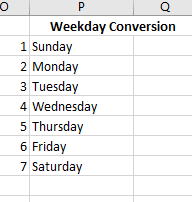 O P Q
Weekday Conversion
1 Sunday
2 Monday
3 Tuesday
4 Wednesday
5 Thursday
6 Friday
7 Saturday